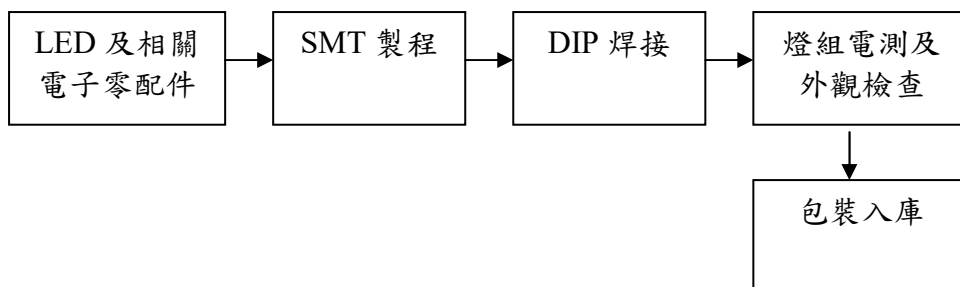 LED 及相關
電子零配件
SMT 製程
DIP 焊接
燈組電測及
外觀檢查
包裝入庫